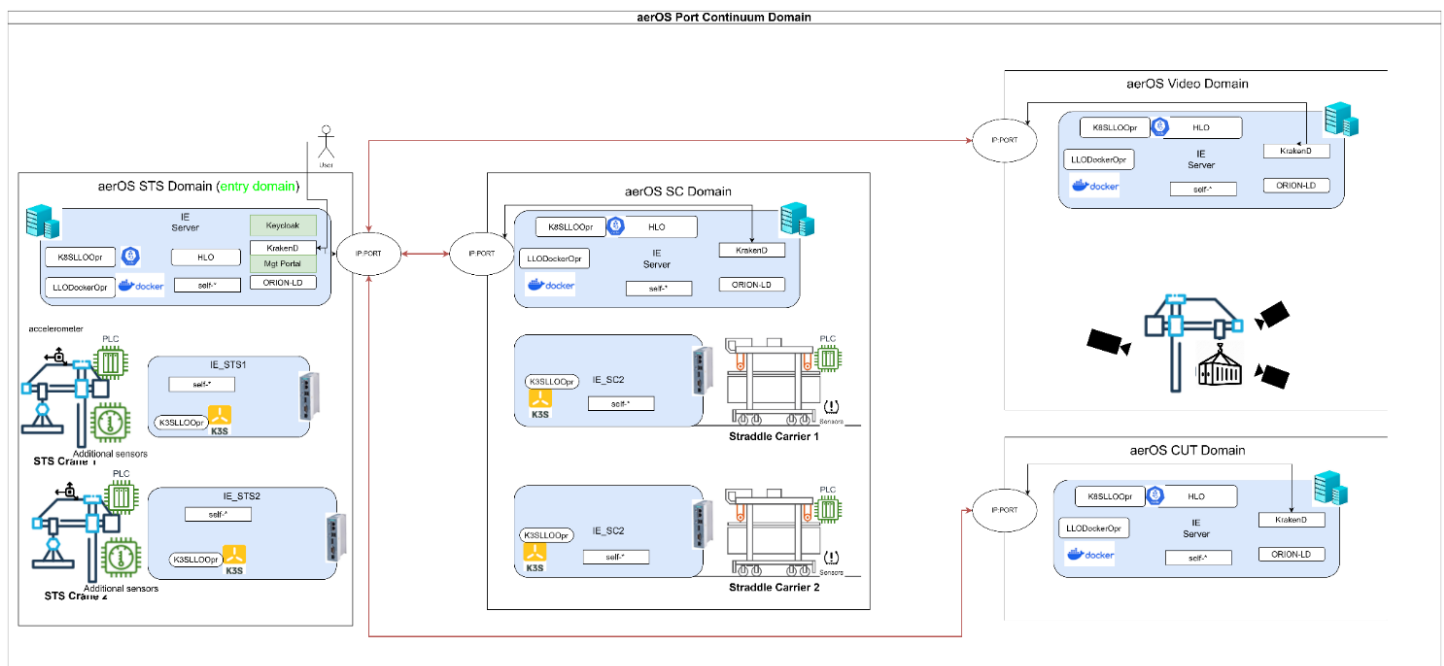 aerOS Port Continuum Domain
User
aerOS STS Domain (entry domain)
IE
Server
Keycloak
K8SLLOOpr
HLO
KrakenD
Mgt Portal
LLODockerOpr
docker
self-*
ORION-LD
IP:PORT
accelerometer
PLC
IE_STS1
self-*
K3SLLOOpr
K3S
Additional sensors
STS Crane 1
PLC
IE_STS2
self-*
K3SLLOOpr
K3S
Additional sensors
STS Crane 2
IP:PORT
aerOS SC Domain
K8SLLOOpr
HLO
KrakenD
LLODockerOpr
IE
Server
docker
self-*
ORION-LD
PLC
K3SLLOOpr
IE_SC2
K3S
self-*
Sensors
Straddle Carrier 1
PLC
K3SLLOOpr
IE_SC2
K3S
self-*
Sensors
Straddle Carrier 2
aerOS Video Domain
IP:PORT
K8SLLOOpr
HLO
KrakenD
LLODockerOpr
IE
Server
docker
self-*
ORION-LD
aerOS CUT Domain
IP:PORT
K8SLLOOpr
HLO
KrakenD
LLODockerOpr
IE
Server
docker
self-*
ORION-LD